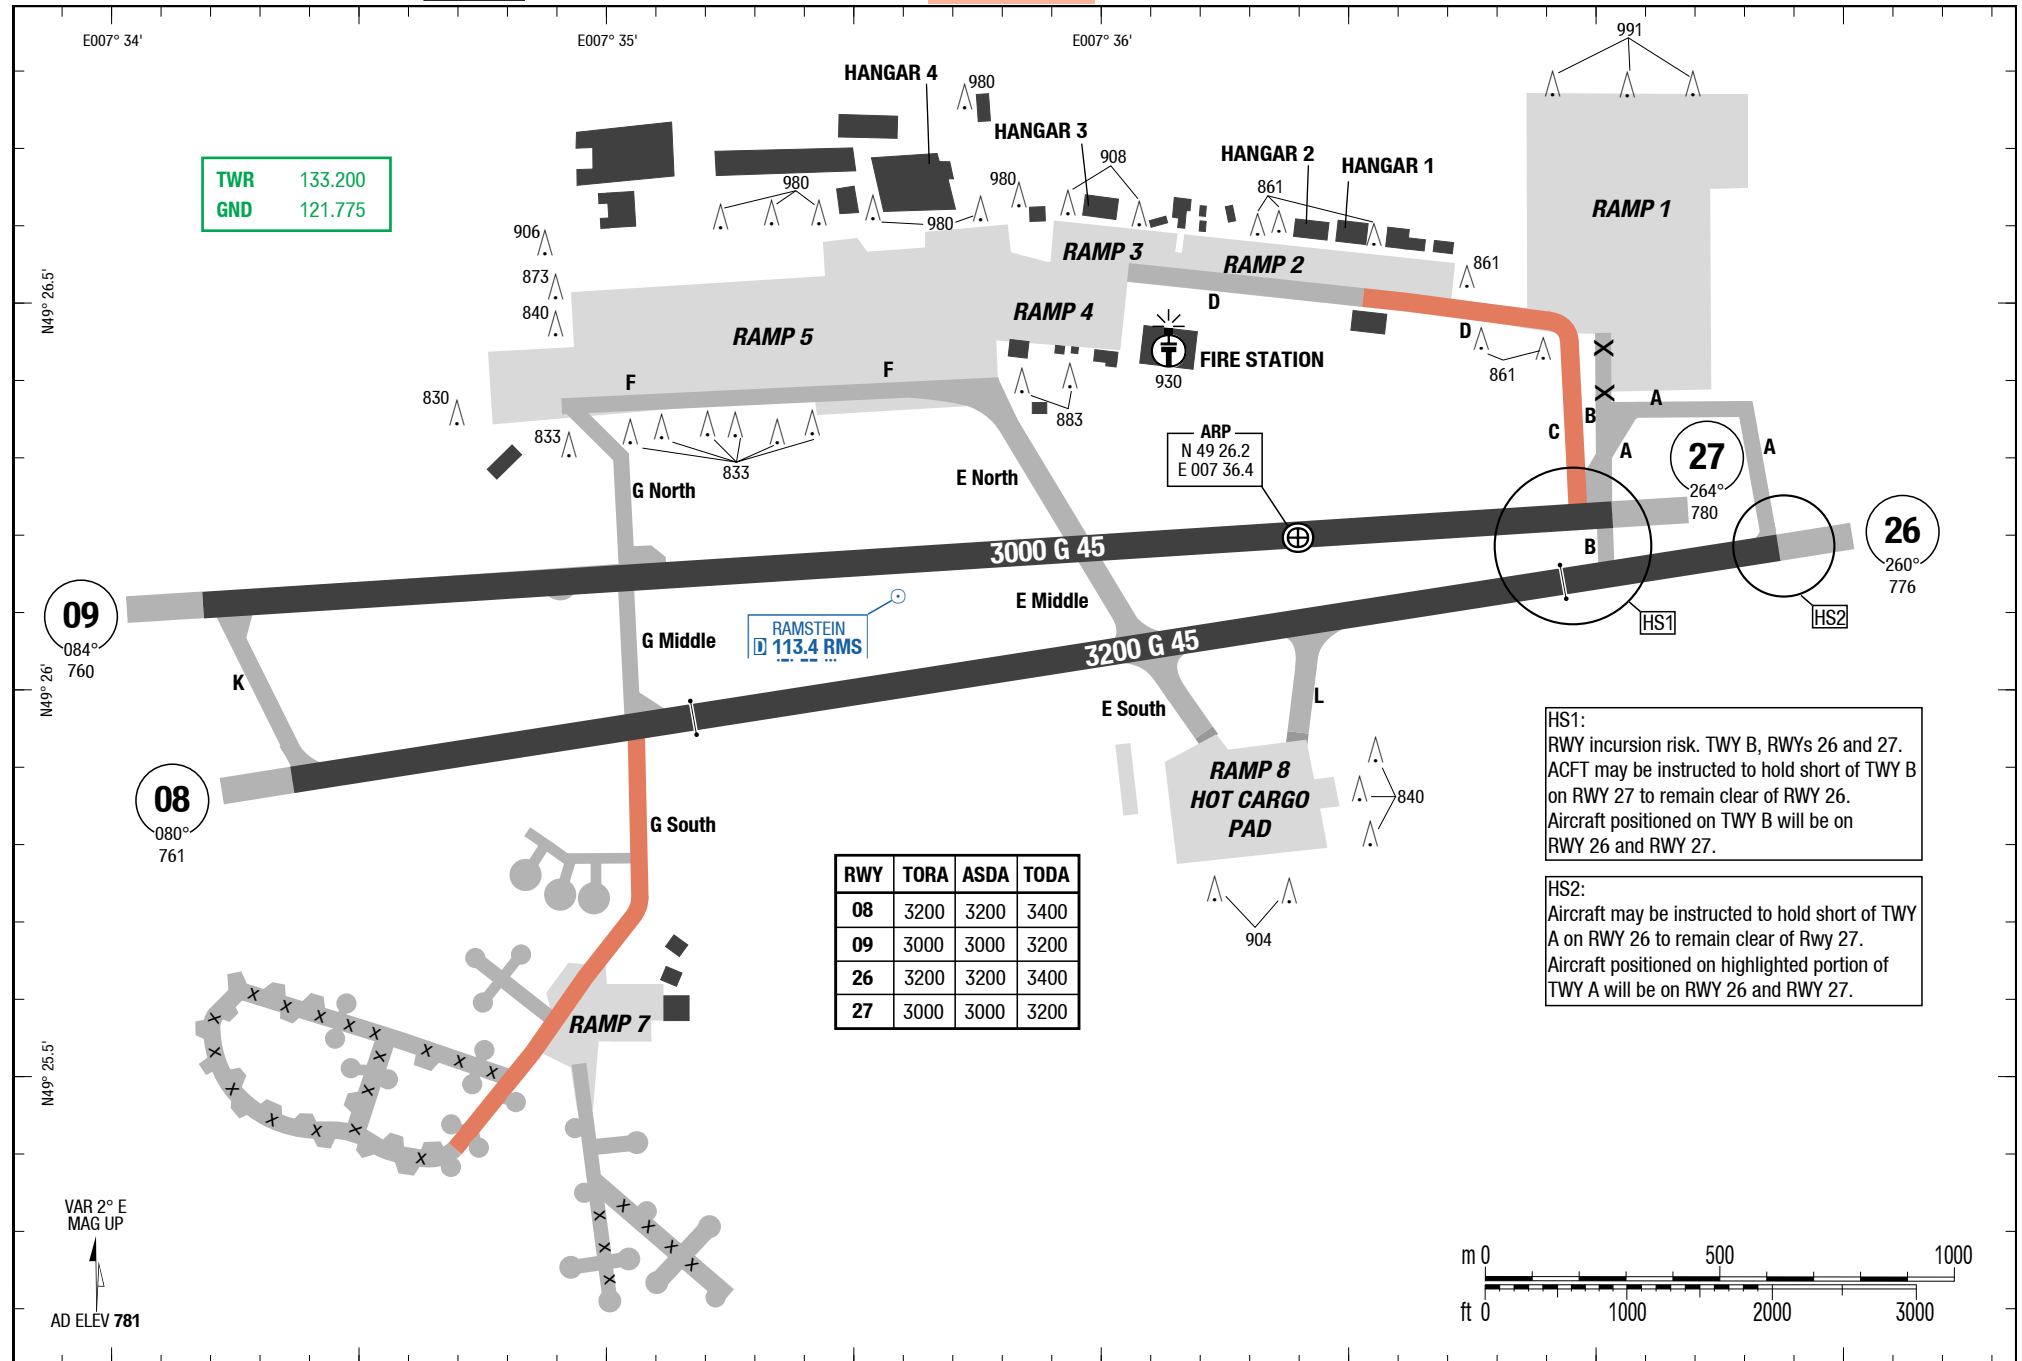 E007° 34'
E007° 35'
E007° 36'
991
HANGAR 4
980
HANGAR 3
908
HANGAR 2
HANGAR 1
TWR 133.200
GND 121.775
980
980
861
RAMP 1
980
906
RAMP 3
RAMP 2
861
873
N49° 26.5'
D
840
RAMP 4
RAMP 5
D
FIRE STATION
861
930
F
F
830
A
883
B
833
C
ARP
N 49 26.2
E 007 36.4
A
A
27
264°
780
833
E North
G North
26
260°
776
3000 G 45
B
HS1
HS2
09
084°
760
E Middle
RAMSTEIN
D 113.4 RMS
G Middle
3200 G 45
K
N49° 26'
L
E South
08
080°
761
RAMP 8
HOT CARGO
PAD
840
G South
904
HS1:
RWY incursion risk. TWY B, RWYs 26 and 27.
ACFT may be instructed to hold short of TWY B
on RWY 27 to remain clear of RWY 26.
Aircraft positioned on TWY B will be on
RWY 26 and RWY 27.
HS2:
Aircraft may be instructed to hold short of TWY
A on RWY 26 to remain clear of Rwy 27.
Aircraft positioned on highlighted portion of
TWY A will be on RWY 26 and RWY 27.
RWY TORA ASDA TODA
08 3200 3200 3400
09 3000 3000 3200
26 3200 3200 3400
27 3000 3000 3200
RAMP 7
N49° 25.5'
VAR 2° E
MAG UP
AD ELEV 781
m 0 500 1000
ft 0 1000 2000 3000